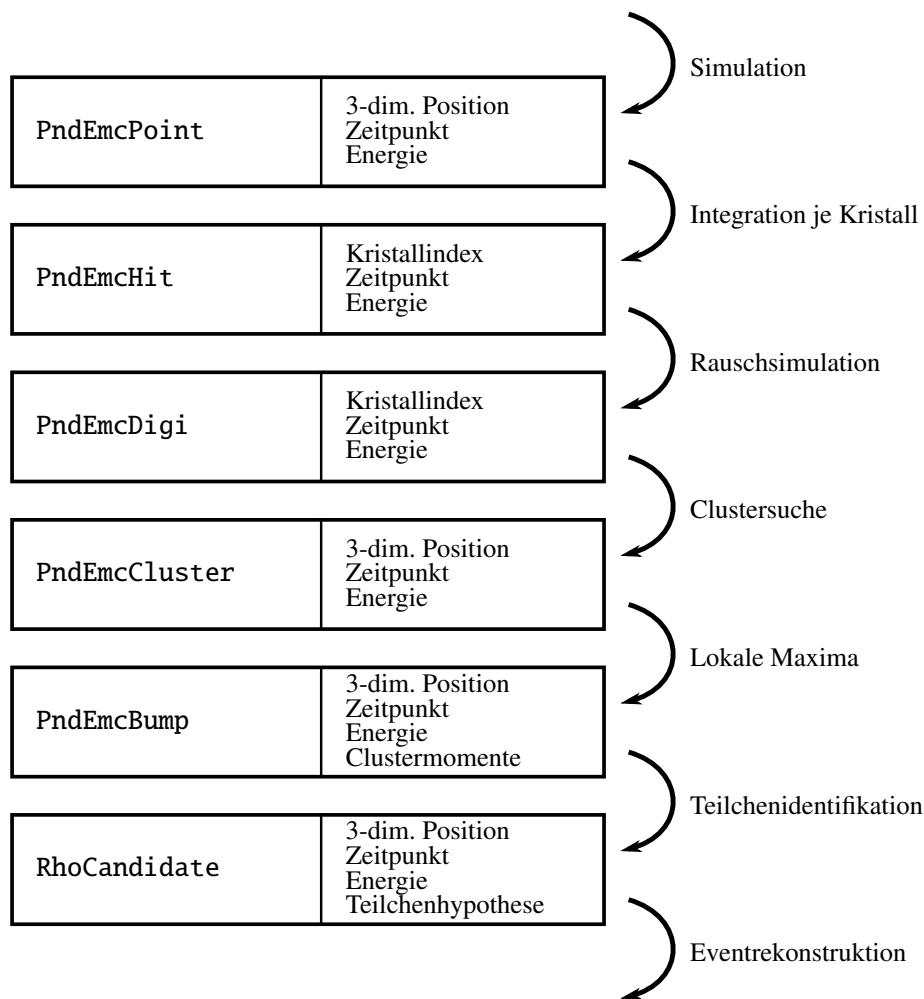 Simulation
PndEmcPoint
3-dim. Position
Zeitpunkt
Energie
Integration je Kristall
PndEmcHit
Kristallindex
Zeitpunkt
Energie
Rauschsimulation
PndEmcDigi
Kristallindex
Zeitpunkt
Energie
Clustersuche
PndEmcCluster
3-dim. Position
Zeitpunkt
Energie
Lokale Maxima
PndEmcBump
3-dim. Position
Zeitpunkt
Energie
Clustermomente
Teilchenidentifikation
RhoCandidate
3-dim. Position
Zeitpunkt
Energie
Teilchenhypothese
Eventrekonstruktion